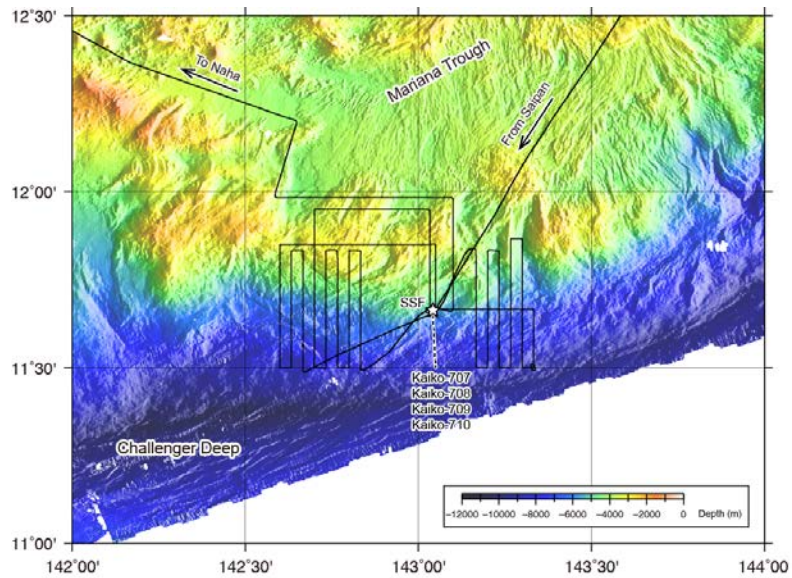 12˚30'
To Naha
Mariana Trough
From Saipan
12˚00'
SSF
11˚30'
Kaiko-707
Kaiko-708
Kaiko-709
Kaiko-710
Challenger Deep
−12000 −10000 −8000 −6000 −4000 −2000 0 Depth (m)
11˚00'
142˚00' 142˚30' 143˚00' 143˚30' 144˚00'